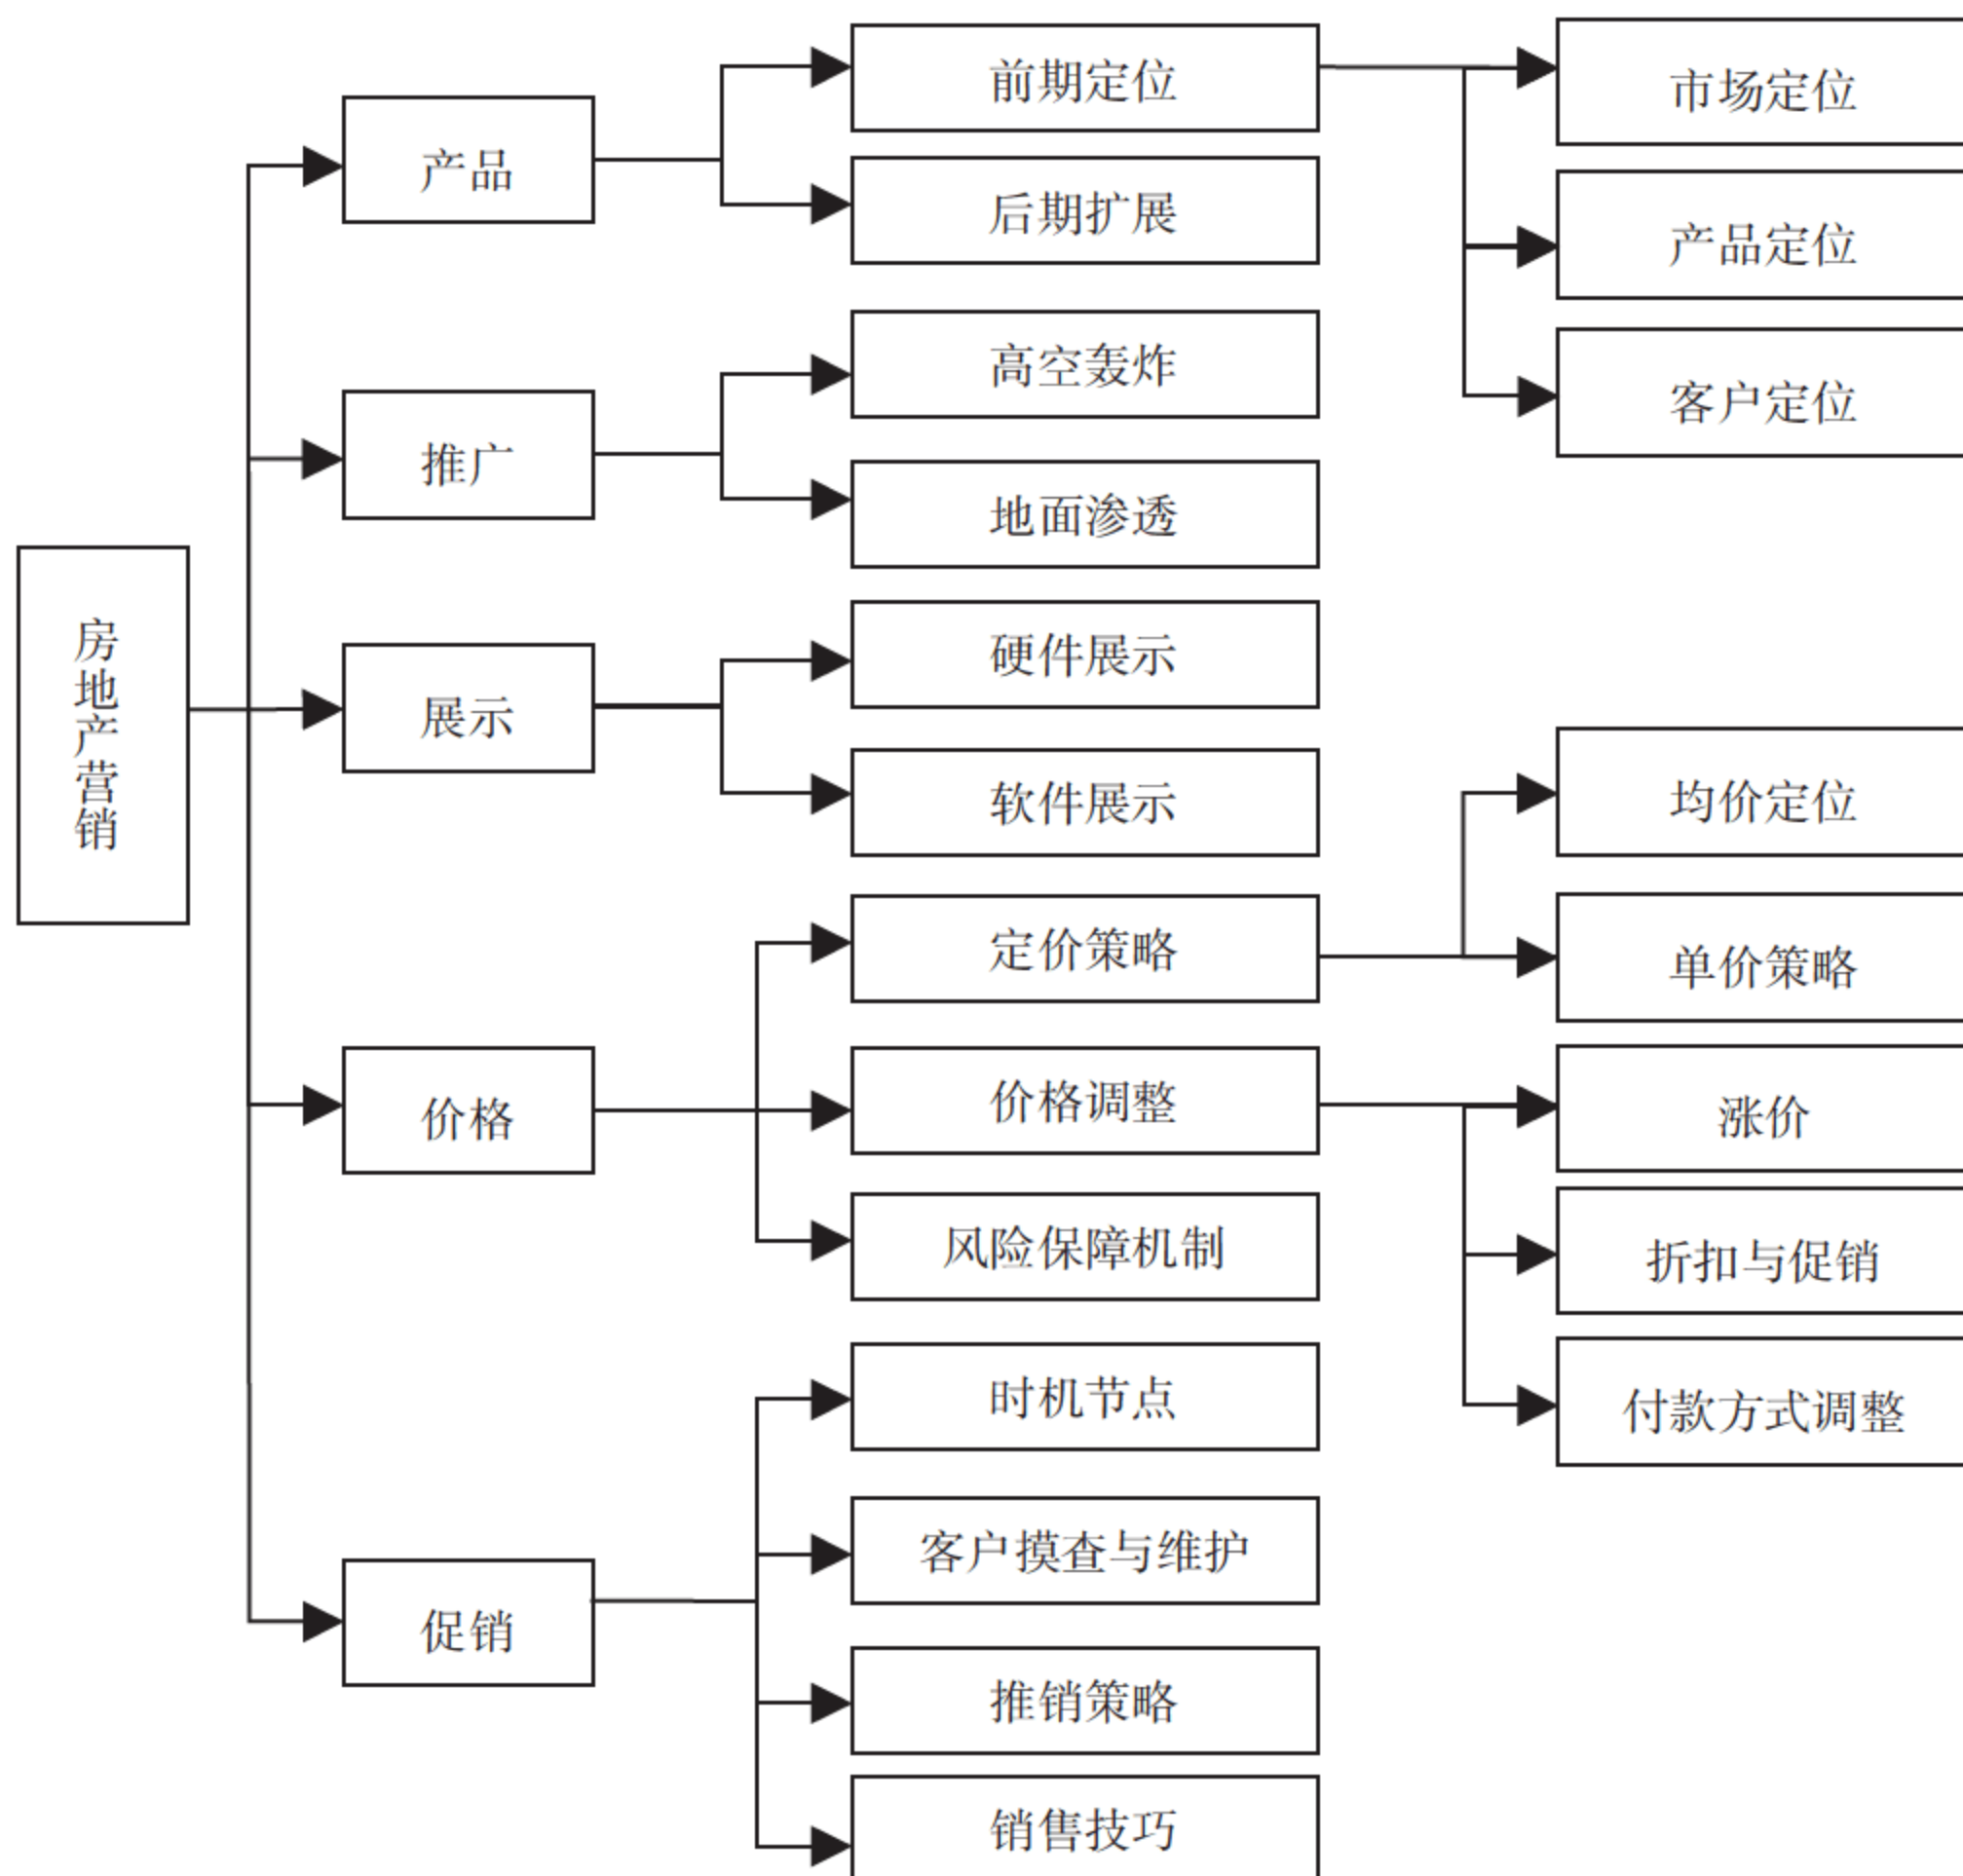 房地产营销
产品
推广
展示
价格
促销
前期定位
后期扩展
高空轰炸
地面渗透
硬件展示
软件展示
定价策略
价格调整
风险保障机制
时机节点
客户摸查与维护
推销策略
销售技巧
市场定位
产品定位
客户定位
均价定位
单价策略
涨价
折扣与促销
付款方式调整